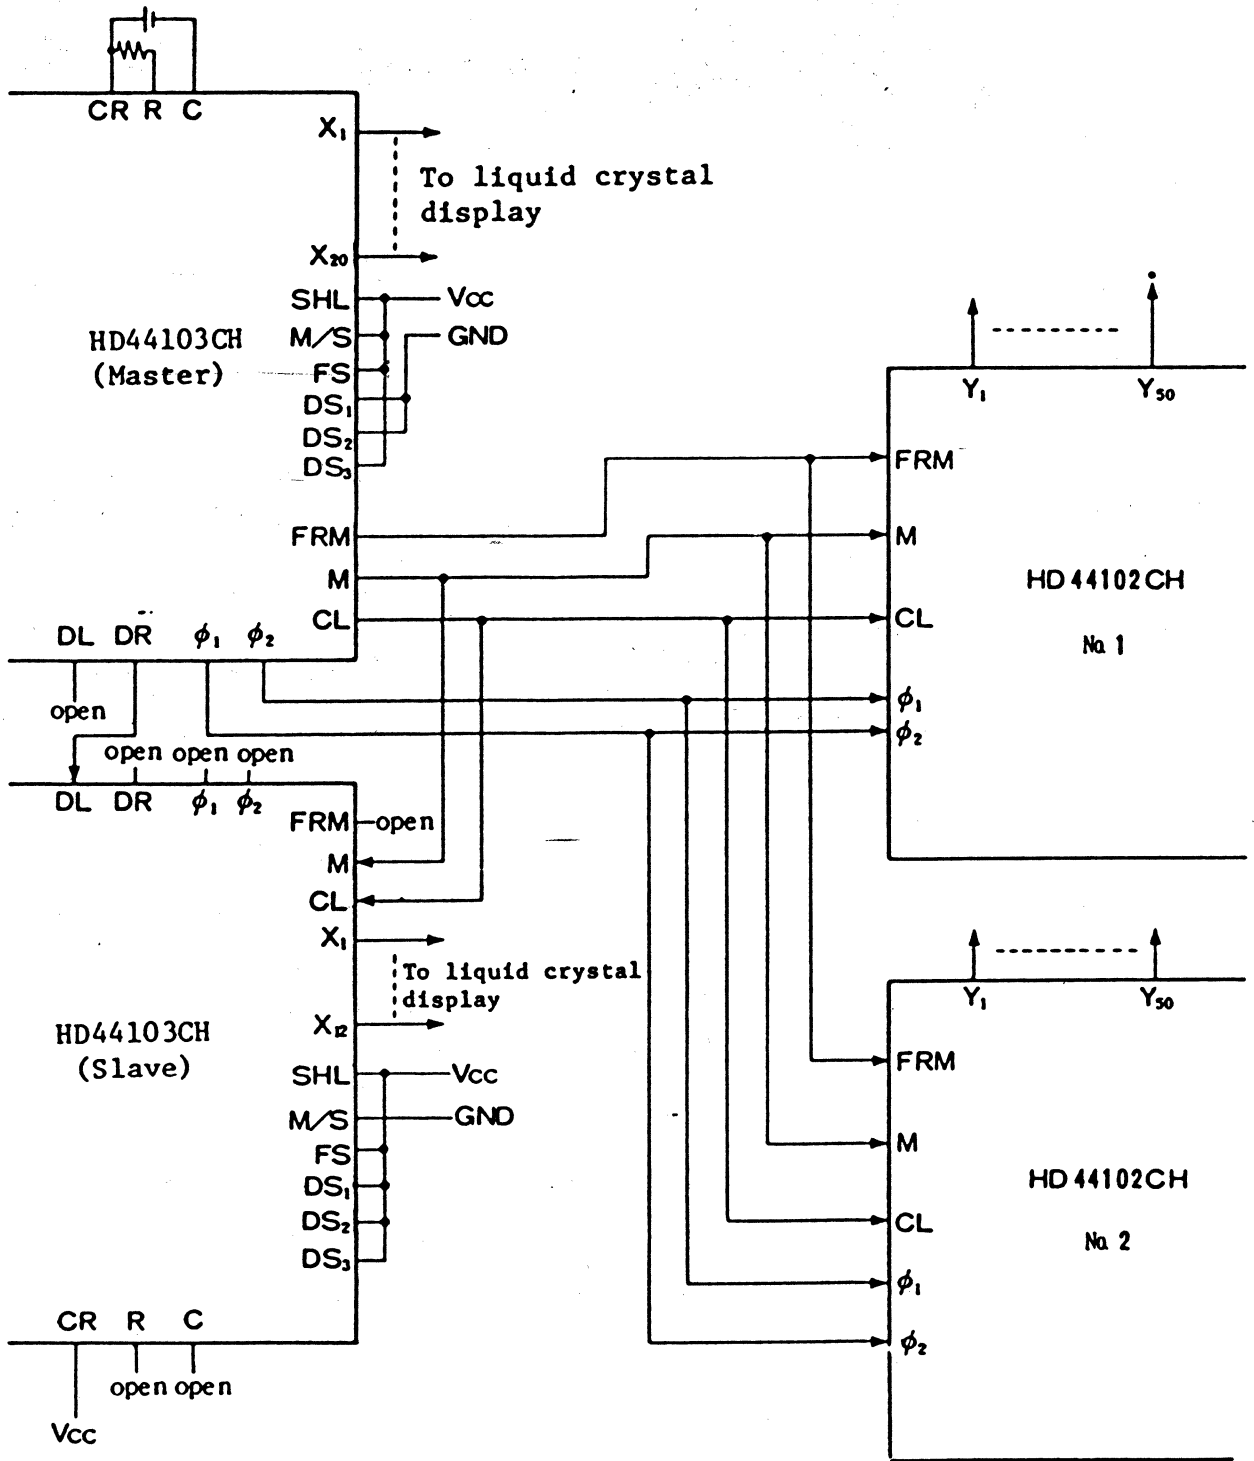 CR R C
X₁
To liquid crystal
display
X₂₀
SHL
Vcc
M/S
GND
FS
DS₁
DS₂
DS₃
HD44103CH
(Master)
FRM
M
CL
DL DR φ₁ φ₂
open
open open open
DL DR φ₁ φ₂
FRM
open
M
CL
X₁
To liquid crystal
display
X₁₂
HD44103CH
(Slave)
SHL
Vcc
M/S
GND
FS
DS₁
DS₂
DS₃
CR R C
open open
Vcc
Y₁
Y₅₀
FRM
M
HD44102CH
CL
No. 1
φ₁
φ₂
Y₁
Y₅₀
FRM
M
HD44102CH
CL
No. 2
φ₁
φ₂